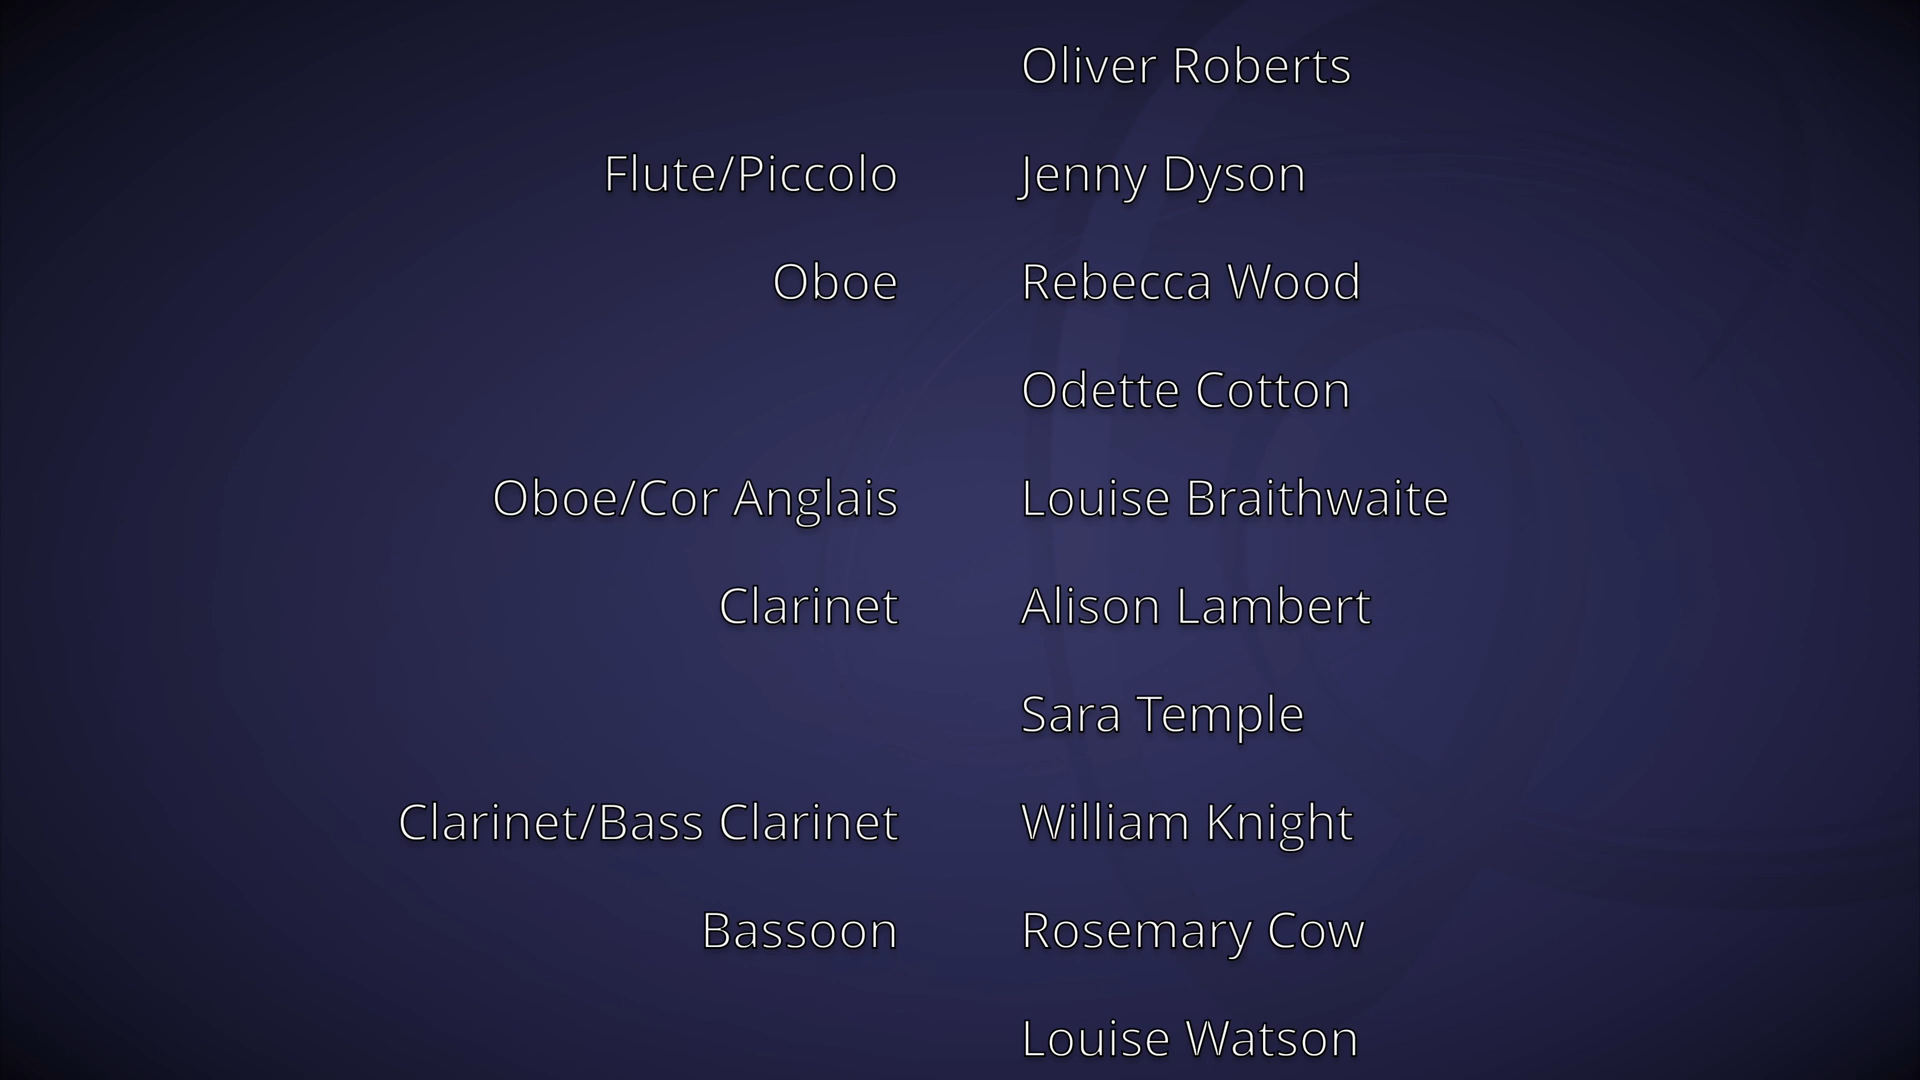 Oliver Roberts
Flute/Piccolo Jenny Dyson
Oboe Rebecca Wood
Odette Cotton
Oboe/Cor Anglais Louise Braithwaite
Clarinet Alison Lambert
Sara Temple
Clarinet/Bass Clarinet William Knight
Bassoon Rosemary Cow
Louise Watson